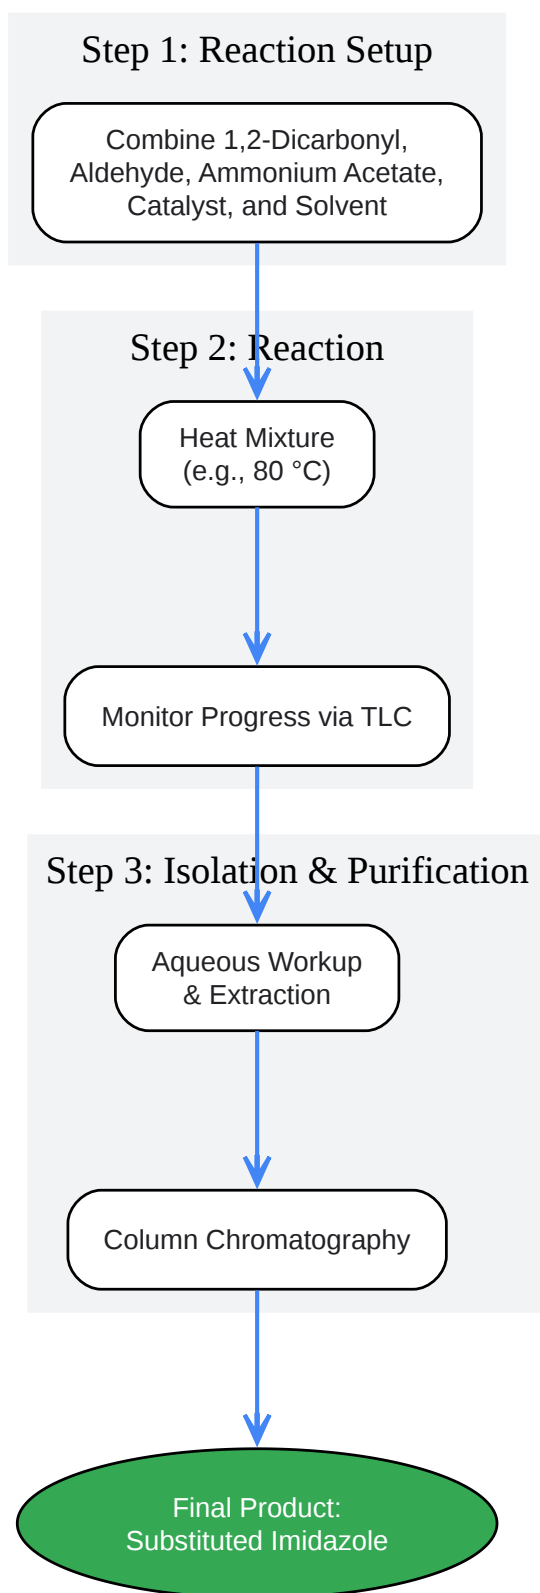 Step 1: Reaction Setup
Combine 1,2-Dicarbonyl,
Aldehyde, Ammonium Acetate,
Catalyst, and Solvent
Step 2: Reaction
Heat Mixture
(e.g., 80 °C)
Monitor Progress via TLC
Step 3: Isolation & Purification
Aqueous Workup
& Extraction
Column Chromatography
Final Product:
Substituted Imidazole